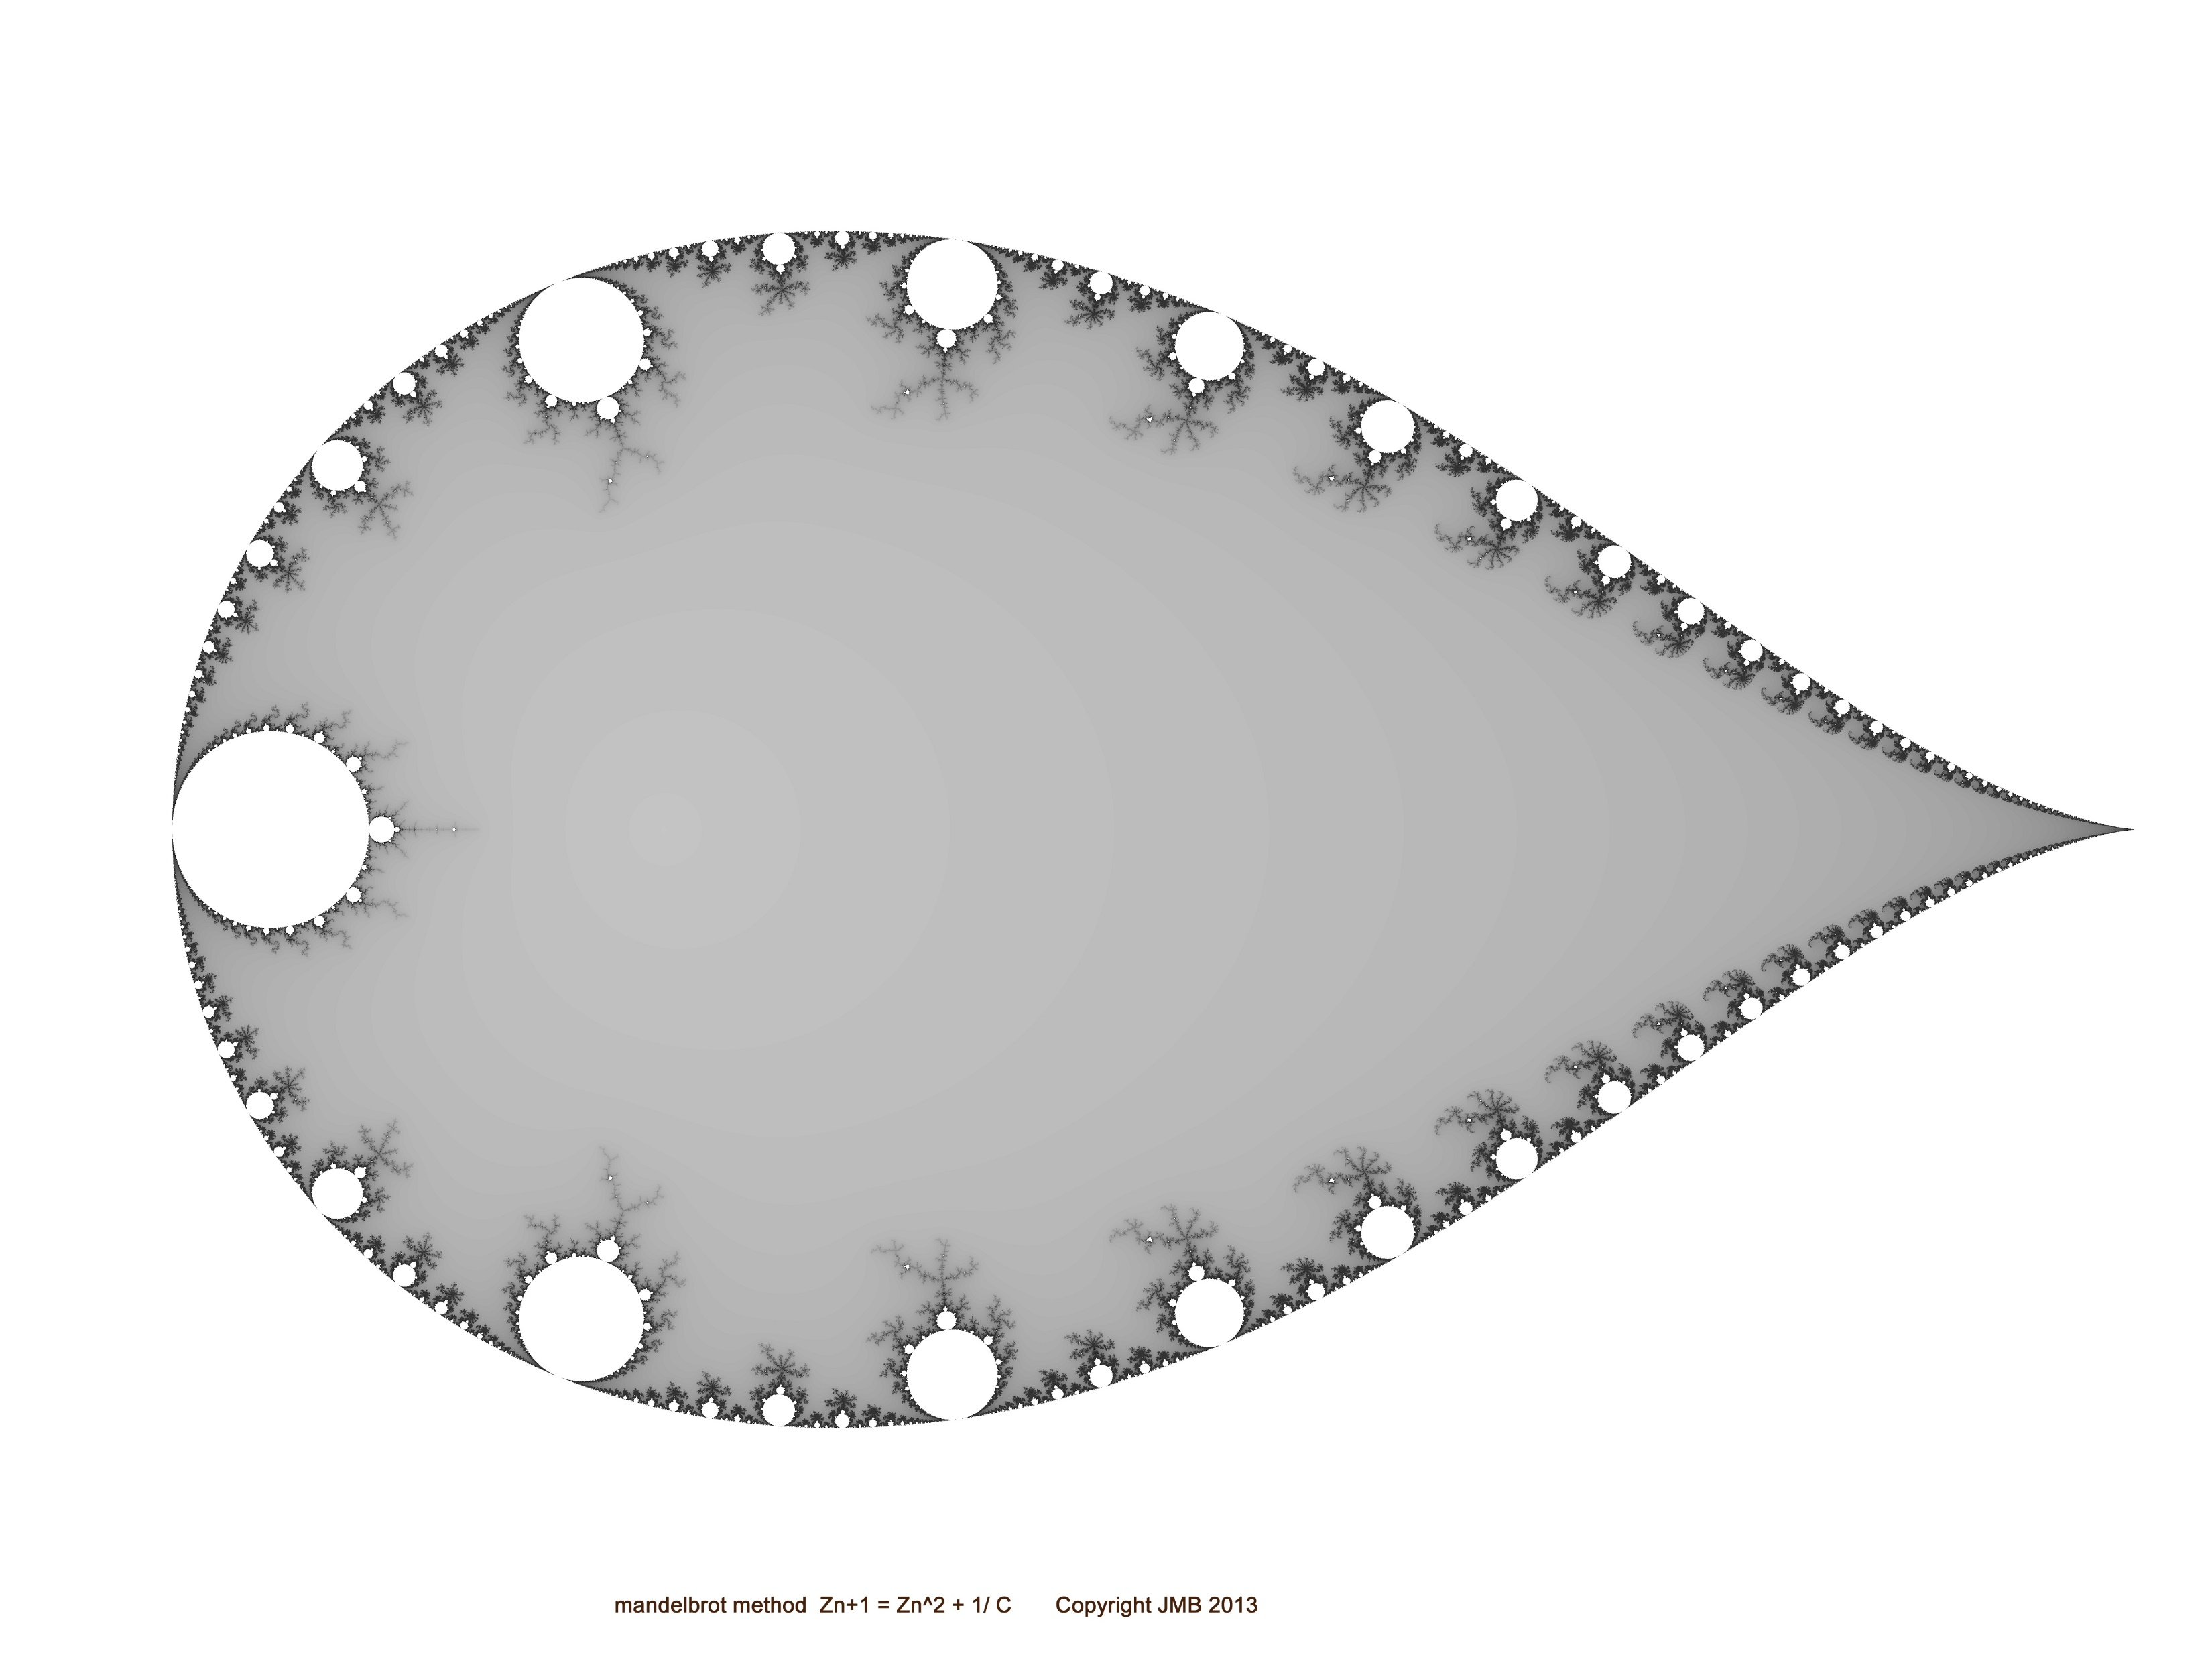 mandelbrot method  Zn+1 = Zn^2 + 1/ C       Copyright JMB 2013